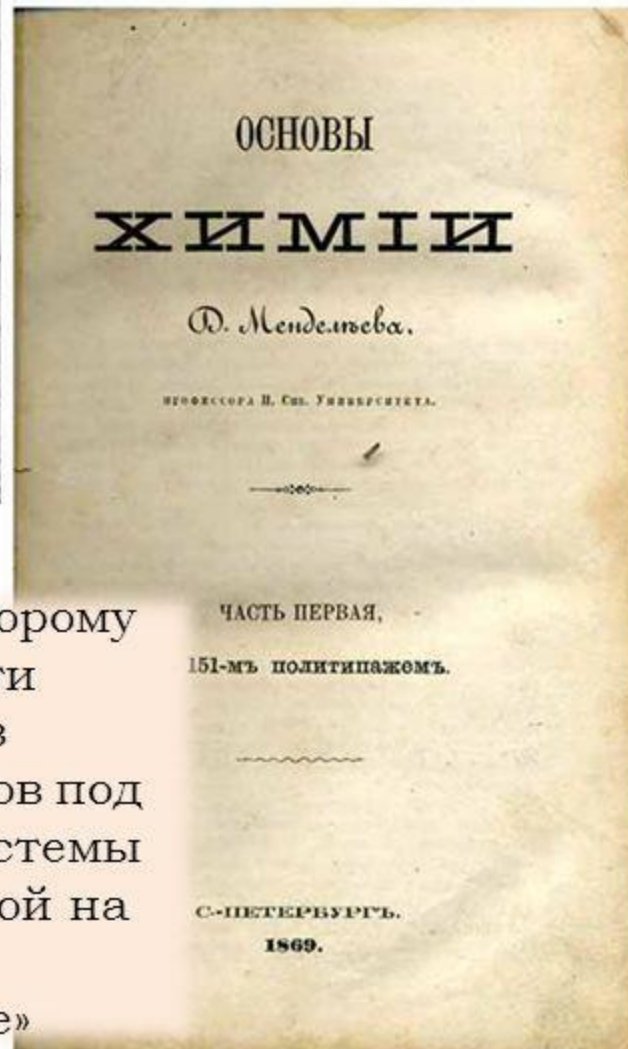 ОСНОВЫ
ХИМІИ
Д. Менделѣева.
ПРОФЕССОРА И. СПБ. УНИВЕРСИТЕТА.
ЧАСТЬ ПЕРВАЯ,
151-мъ политипажемъ.
С.-ПЕТЕРБУРГЪ.
1869.
орому
ти
в
ов под
стемы
ой на
е»